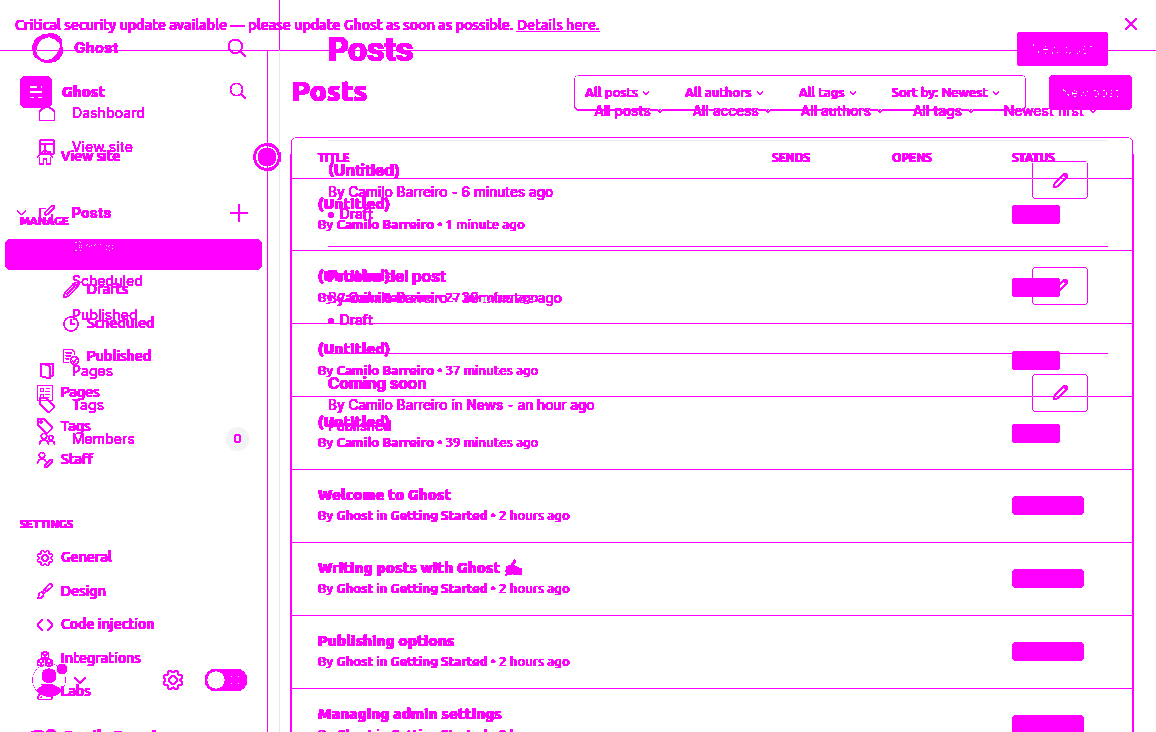 Critical security update available — please update Ghost as soon as possible. Details here.
Ghost
Posts
New post
Ghost
Posts
All posts
All authors
All tags
Sort by: Newest
New post
Dashboard
All posts
All access
All authors
All tags
Newest first
View site
View site
TITLE
SENDS
OPENS
STATUS
(Untitled)
By Camilo Barreiro - 6 minutes ago
(Untitled)
Posts
• Draft
MANAGE
By Camilo Barreiro • 1 minute ago
Scheduled
Drafts
(Untitled)
• Draft
Published
Scheduled
(Untitled)
Published
By Camilo Barreiro • 37 minutes ago
Pages
Coming soon
Pages
By Camilo Barreiro in News - an hour ago
Tags
(Untitled)
Published
Tags
By Camilo Barreiro • 39 minutes ago
Members
0
Staff
Welcome to Ghost
By Ghost in Getting Started • 2 hours ago
SETTINGS
General
Writing posts with Ghost ✍
By Ghost in Getting Started • 2 hours ago
Design
Code injection
Publishing options
By Ghost in Getting Started • 2 hours ago
Integrations
Labs
Managing admin settings